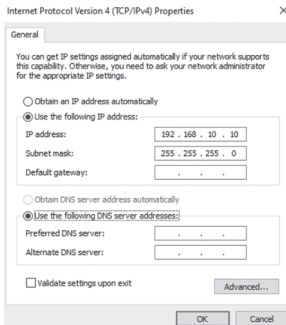 Internet Protocol Version 4 (TCP/IPv4) Properties
General
You can get IP settings assigned automatically if your network supports
this capability. Otherwise, you need to ask your network administrator
for the appropriate IP settings.
Obtain an IP address automatically
Use the following IP address:
IP address: 192 . 168 . 10 . 10
Subnet mask: 255 . 255 . 255 . 0
Default gateway: . . .
Obtain DNS server address automatically
Use the following DNS server addresses:
Preferred DNS server: . . .
Alternate DNS server: . . .
Validate settings upon exit
Advanced...
OK Cancel